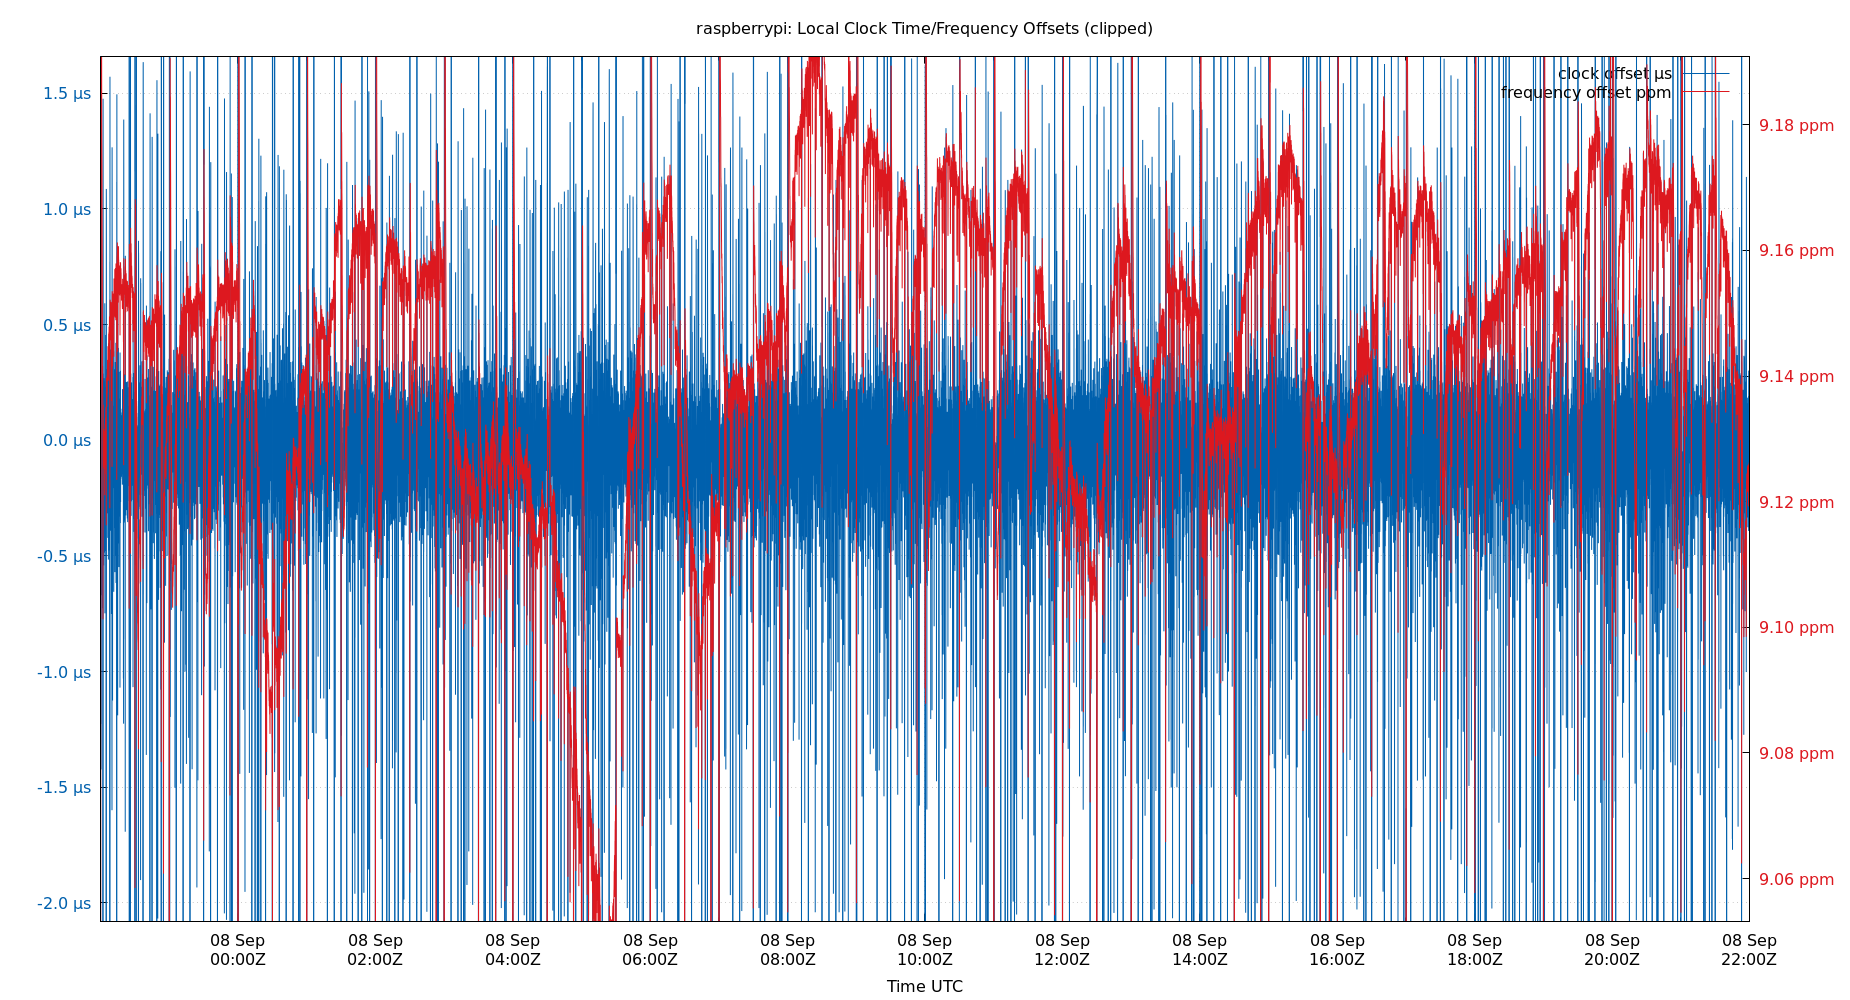 raspberrypi: Local Clock Time/Frequency Offsets (clipped)
clock offset µs
frequency offset ppm
1.5 µs
1.0 µs
0.5 µs
0.0 µs
-0.5 µs
-1.0 µs
-1.5 µs
-2.0 µs
9.18 ppm
9.16 ppm
9.14 ppm
9.12 ppm
9.10 ppm
9.08 ppm
9.06 ppm
08 Sep 08 Sep 08 Sep 08 Sep 08 Sep 08 Sep 08 Sep 08 Sep 08 Sep 08 Sep 08 Sep 08 Sep
00:00Z 02:00Z 04:00Z 06:00Z 08:00Z 10:00Z 12:00Z 14:00Z 16:00Z 18:00Z 20:00Z 22:00Z
Time UTC